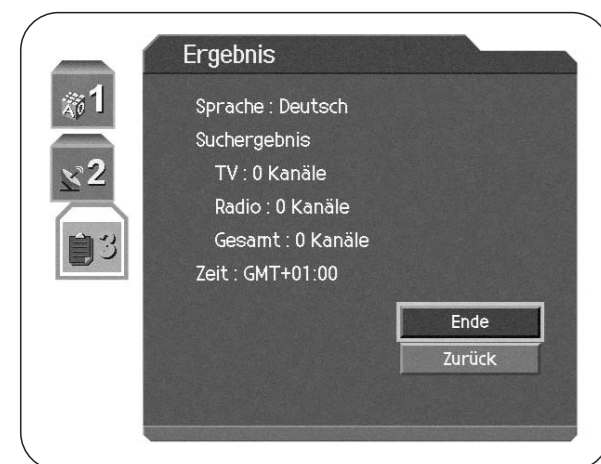 Ergebnis
1
Sprache : Deutsch
Suchergebnis
2
TV : 0 Kanäle
Radio : 0 Kanäle
3
Gesamt : 0 Kanäle
Zeit : GMT+01:00
Ende
Zurück